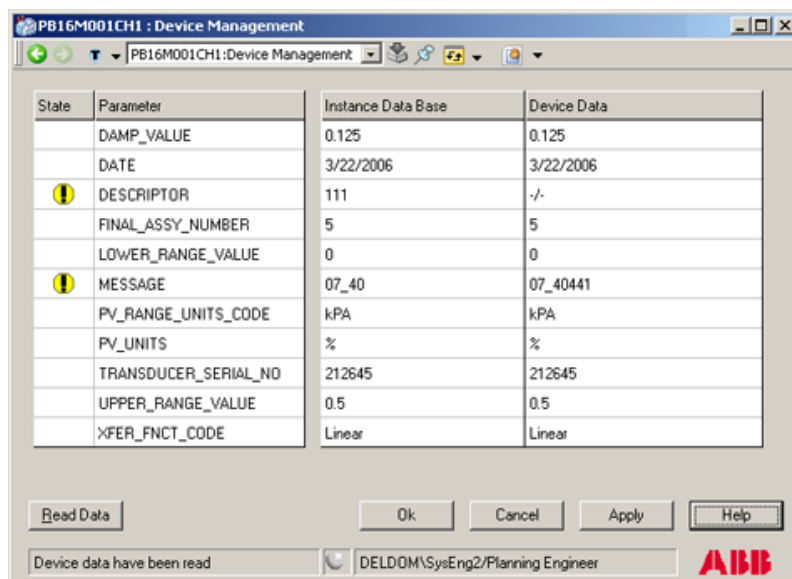 PB16M001CH1 : Device Management
PB16M001CH1:Device Management
State Parameter Instance Data Base Device Data
DAMP_VALUE 0.125 0.125
DATE 3/22/2006 3/22/2006
DESCRIPTOR 111 -/-
FINAL_ASSY_NUMBER 5 5
LOWER_RANGE_VALUE 0 0
MESSAGE 07_40 07_40441
PV_RANGE_UNITS_CODE kPA kPA
PV_UNITS % %
TRANSDUCER_SERIAL_NO 212645 212645
UPPER_RANGE_VALUE 0.5 0.5
XFER_FNCT_CODE Linear Linear
Read Data Ok Cancel Apply Help
Device data have been read DELDOM\SysEng2/Planning Engineer ABB